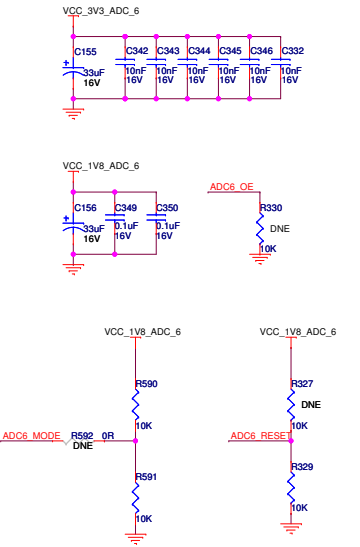 VCC_3V3_ADC_6
C155
33uF
16V
C342
10nF
16V
C343
10nF
16V
C344
10nF
16V
C345
10nF
16V
C346
10nF
16V
C332
10nF
16V
VCC_1V8_ADC_6
C156
33uF
16V
C349
0.1uF
16V
C350
0.1uF
16V
ADC6_OE
R330
DNE
10K
VCC_1V8_ADC_6
R590
10K
ADC6_MODE
R592
0R
DNE
R591
10K
VCC_1V8_ADC_6
R327
DNE
10K
ADC6_RESET
R329
10K